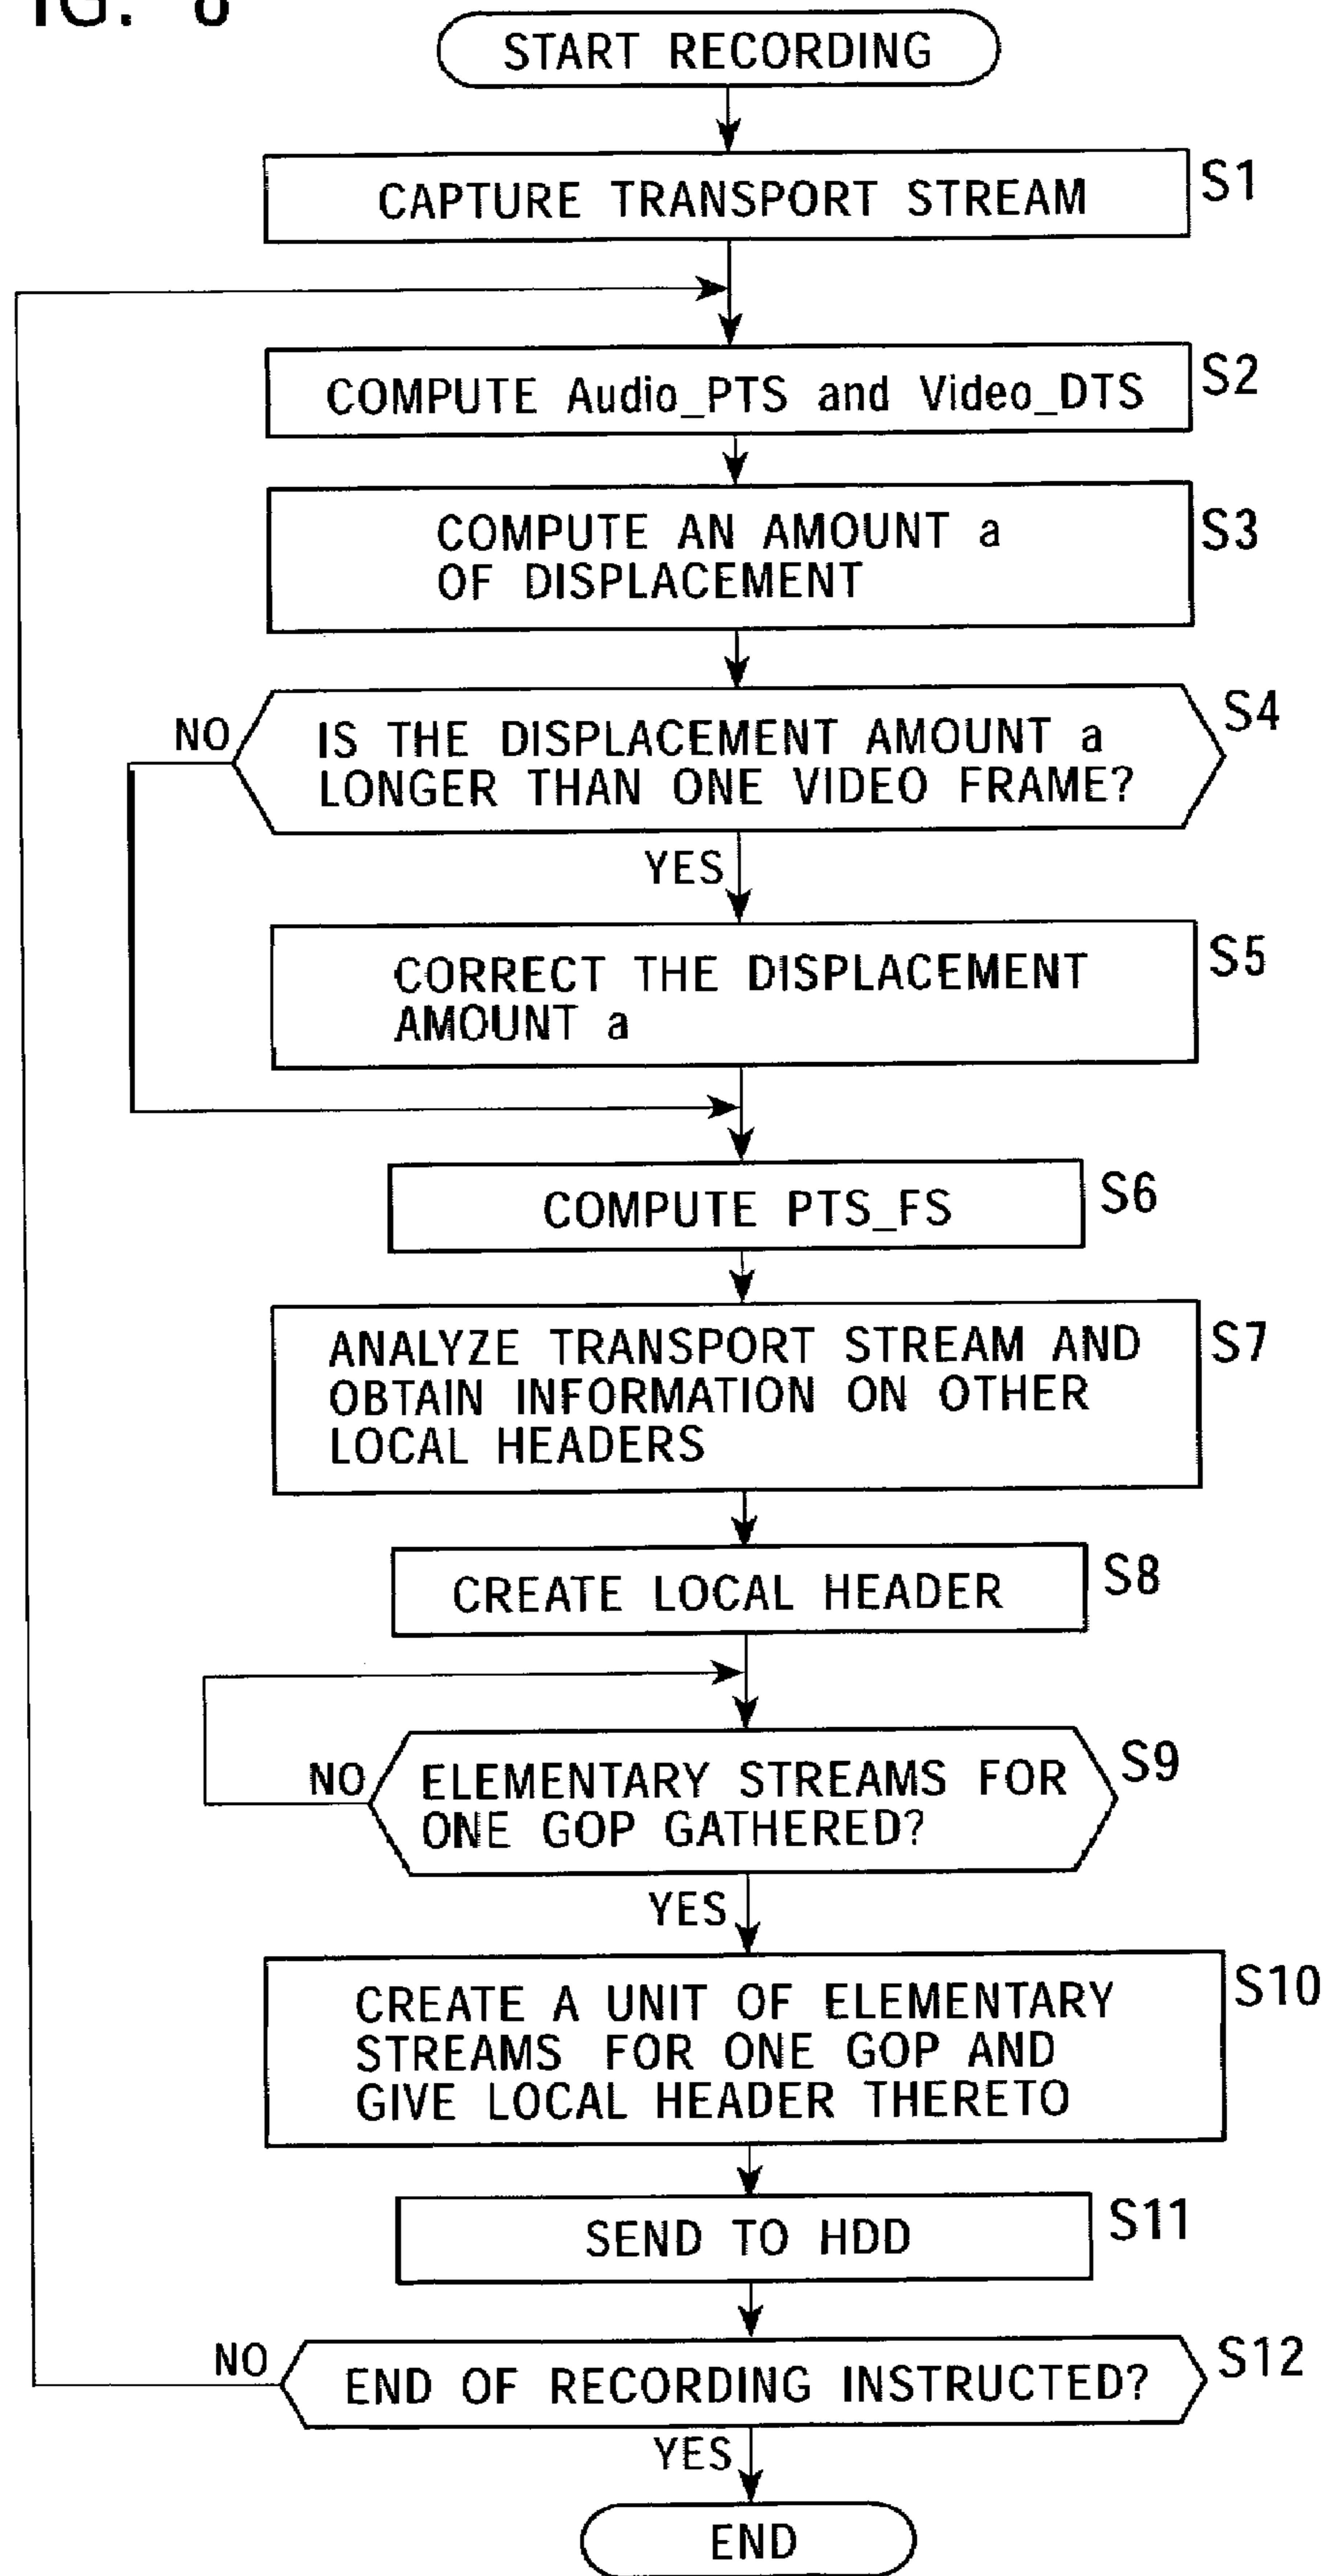 IG. 8
START RECORDING
CAPTURE TRANSPORT STREAM
S1
COMPUTE Audio_PTS and Video_DTS
S2
COMPUTE AN AMOUNT a
OF DISPLACEMENT
S3
NO
IS THE DISPLACEMENT AMOUNT a
LONGER THAN ONE VIDEO FRAME?
S4
YES
CORRECT THE DISPLACEMENT
AMOUNT a
S5
COMPUTE PTS_FS
S6
ANALYZE TRANSPORT STREAM AND
OBTAIN INFORMATION ON OTHER
LOCAL HEADERS
S7
CREATE LOCAL HEADER
S8
NO
ELEMENTARY STREAMS FOR
ONE GOP GATHERED?
S9
YES
CREATE A UNIT OF ELEMENTARY
STREAMS FOR ONE GOP AND
GIVE LOCAL HEADER THERETO
S10
SEND TO HDD
S11
NO
END OF RECORDING INSTRUCTED?
S12
YES
END